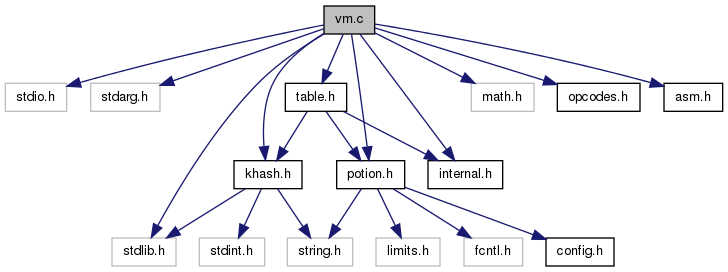 vm.c
stdio.h
stdarg.h
table.h
math.h
opcodes.h
asm.h
khash.h
potion.h
internal.h
stdlib.h
stdint.h
string.h
limits.h
fcntl.h
config.h